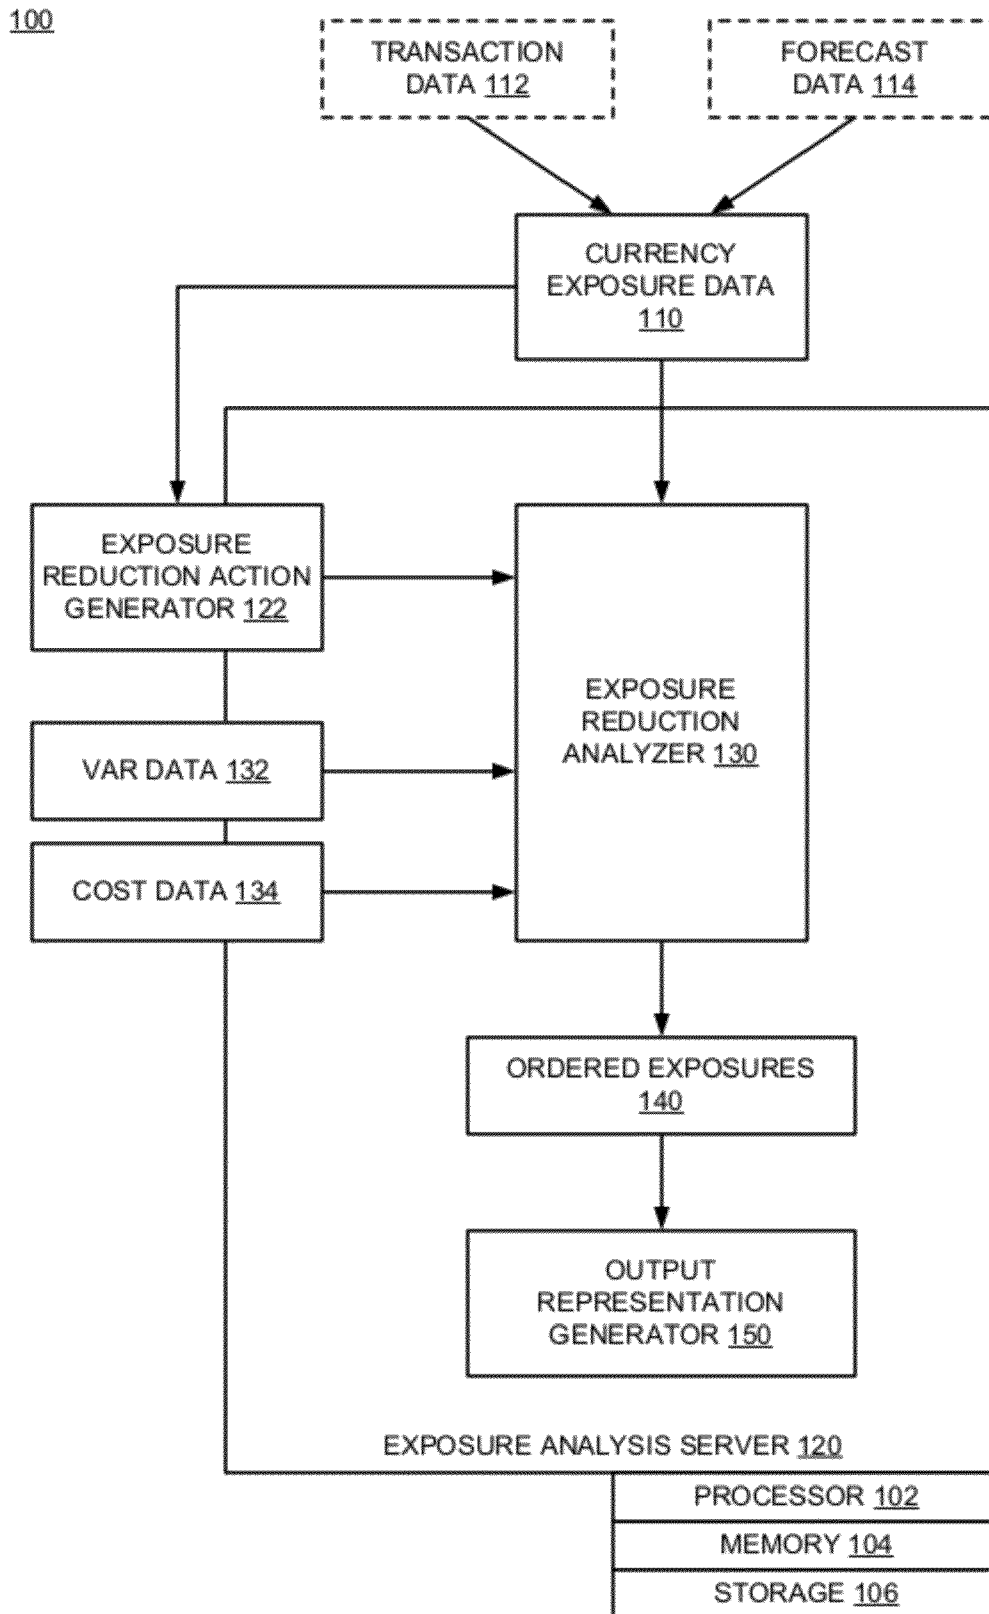 100
TRANSACTION
DATA 112
FORECAST
DATA 114
CURRENCY
EXPOSURE DATA
110
EXPOSURE
REDUCTION ACTION
GENERATOR 122
EXPOSURE
REDUCTION
ANALYZER 130
VAR DATA 132
COST DATA 134
ORDERED EXPOSURES
140
OUTPUT
REPRESENTATION
GENERATOR 150
EXPOSURE ANALYSIS SERVER 120
PROCESSOR 102
MEMORY 104
STORAGE 106